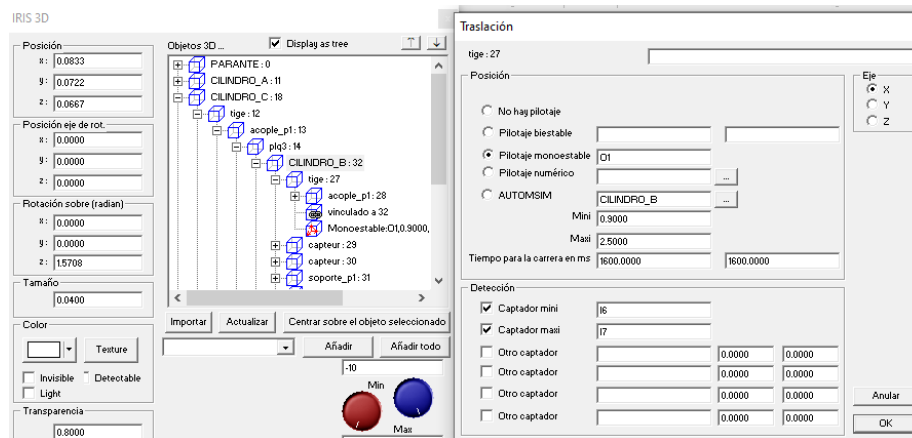 IRIS 3D
Posición
x: 0.0833
y: 0.0722
z: 0.0667
Posición eje de rot.
x: 0.0000
y: 0.0000
z: 0.0000
Rotación sobre (radian)
x: 0.0000
y: 0.0000
z: 1.5708
Tamaño
0.0400
Color
Texture
Invisible Detectable
Light
Transparencia
0.8000
Objetos 3D ... Display as tree
PARANTE : 0
CILINDRO_A : 11
CILINDRO_C : 18
tige : 12
acople_p1 : 13
plq3 : 14
CILINDRO_B : 32
tige : 27
acople_p1 : 28
vinculado a 32
Monoestable:O1,0.9000,
capteur : 29
capteur : 30
soporte_p1 : 31
Importar Actualizar Centrar sobre el objeto seleccionado
Añadir Añadir todo
-10
Min
Max
Traslación
tige : 27
Posición
No hay pilotaje
Pilotaje biestable
Pilotaje monoestable O1
Pilotaje numérico ...
AUTOMSIM CILINDRO_B ...
Mini 0.9000
Maxi 2.5000
Tiempo para la carrera en ms 1600.0000 1600.0000
Eje
X
Y
Z
Detección
Captador mini I6
Captador maxi I7
Otro captador 0.0000 0.0000
Otro captador 0.0000 0.0000
Otro captador 0.0000 0.0000
Otro captador 0.0000 0.0000
Anular
OK